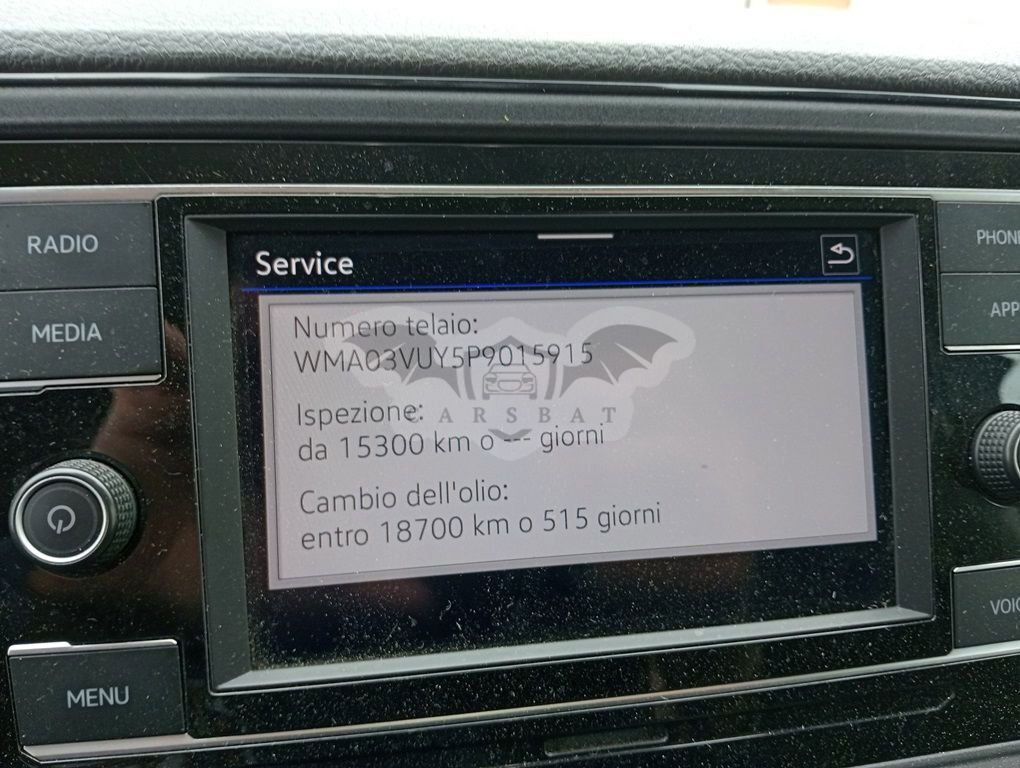 RADIO
MEDIA
MENU
PHONE
APP
VOIC
Service
Numero telaio:
WMA03VUY5P9015915
Ispezione:
da 15300 km o --- giorni
Cambio dell'olio:
entro 18700 km o 515 giorni
CARSBAT